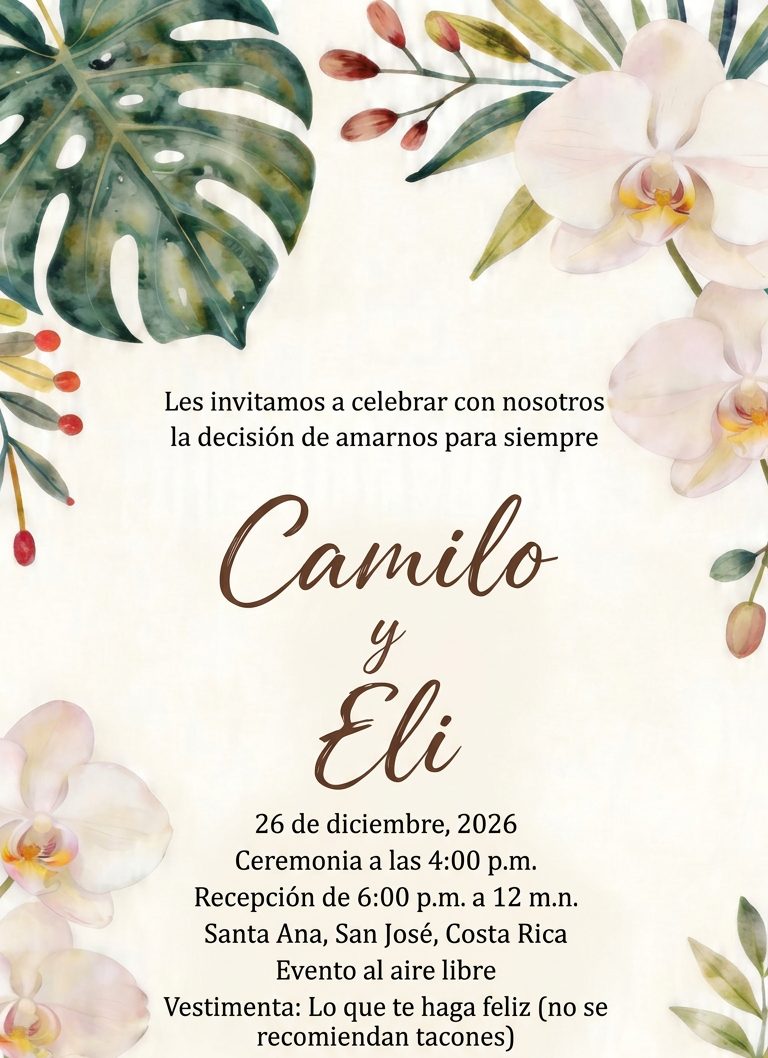 Les invitamos a celebrar con nosotros
la decisión de amarnos para siempre
Camilo
y
Eli
26 de diciembre, 2026
Ceremonia a las 4:00 p.m.
Recepción de 6:00 p.m. a 12 m.n.
Santa Ana, San José, Costa Rica
Evento al aire libre
Vestimenta: Lo que te haga feliz (no se
recomiendan tacones)